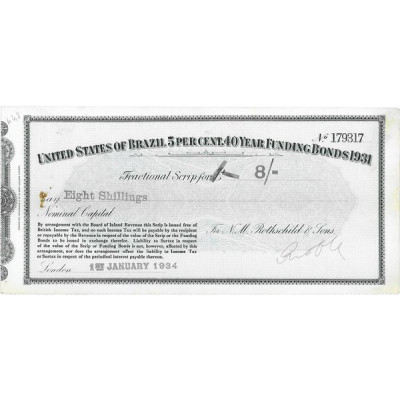 No 179317
UNITED STATES OF BRAZIL 5 PER CENT. 40 YEAR FUNDING BONDS 1931
Fractional Scrip for 8/-
Say Eight Shillings
Nominal Capital.
By arrangement with the Board of Inland Revenue this Scrip is issued free of
British Income Tax, and no such Income Tax will be payable by the recipient
or repayable by the Revenue in respect of the value of the Scrip or the Funding
Bonds to be issued in exchange therefor. Liability to Surtax in respect
of the value of the Scrip or Funding Bonds is not, however, affected by this
arrangement nor does the arrangement affect liability to Income Tax
or Surtax in respect of the periodical interest payable thereon.
For N. M. Rothschild & Sons,
London 1ST JANUARY 1934